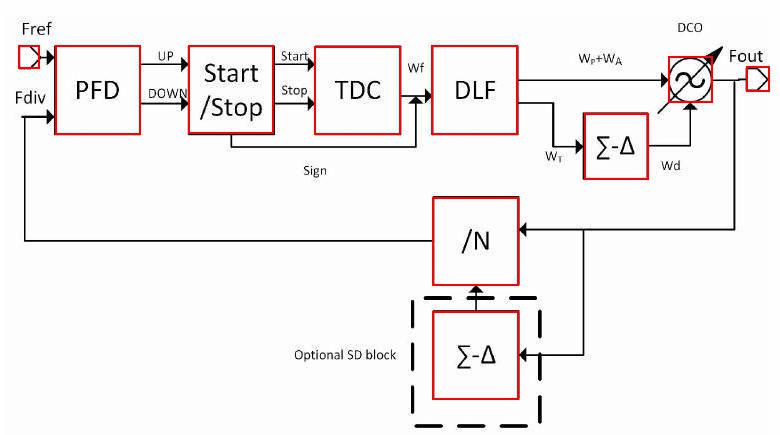 Fref
DCO
UP
Start
Wf
W_P+W_A
Fout
PFD
Start
/Stop
TDC
DLF
Fdiv
DOWN
Stop
W_T
∑-Δ
Wd
Sign
/N
Optional SD block
∑-Δ